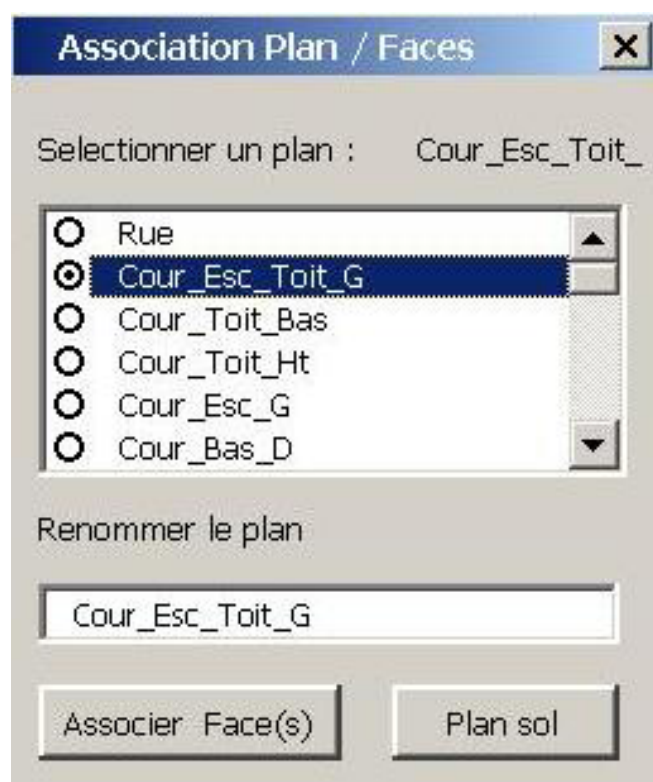 Association Plan / Faces
Selectionner un plan : Cour_Esc_Toit_
Rue
Cour_Esc_Toit_G
Cour_Toit_Bas
Cour_Toit_Ht
Cour_Esc_G
Cour_Bas_D
Renommer le plan
Cour_Esc_Toit_G
Associer Face(s) Plan sol